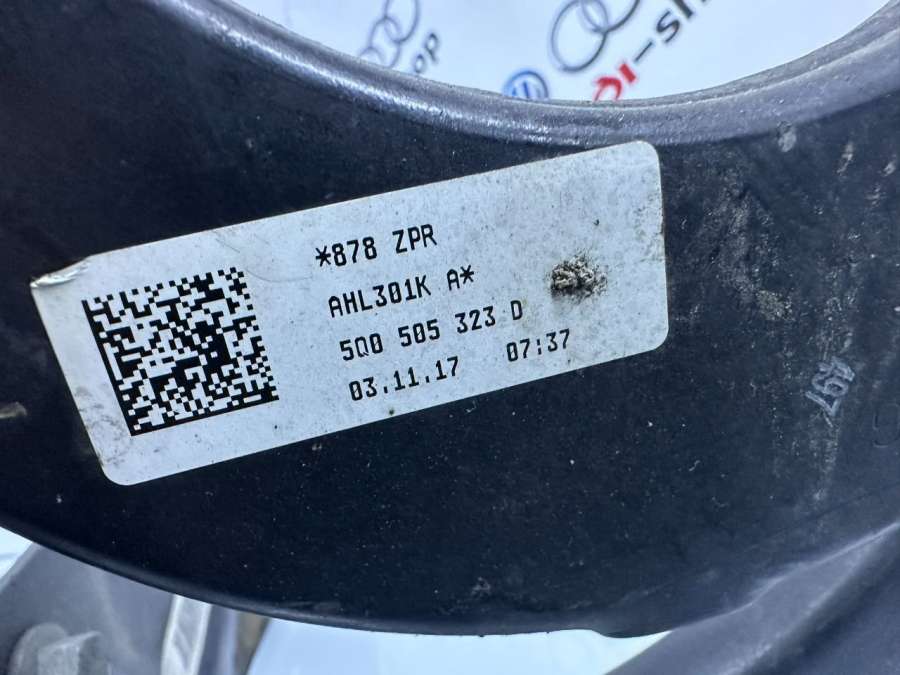 *878 ZPR
AHL301K A*
5Q0 505 323 D
03.11.17 07:37